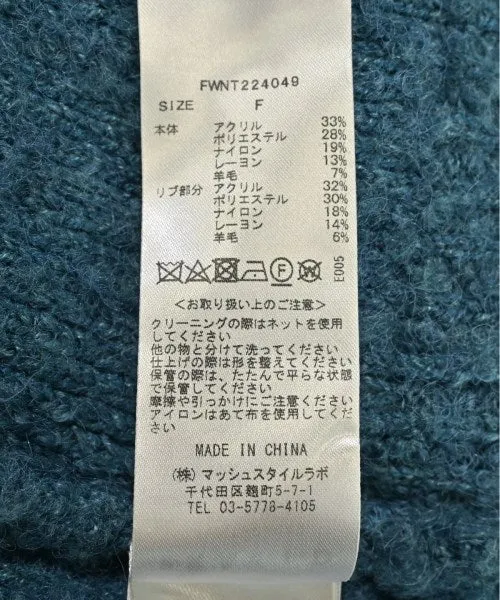 FWNT224049
SIZE F
本体 アクリル 33%
ポリエステル 28%
ナイロン 19%
レーヨン 13%
羊毛 7%
リブ部分 アクリル 32%
ポリエステル 30%
ナイロン 18%
レーヨン 14%
羊毛 6%
F W E005
＜お取り扱い上のご注意＞
クリーニングの際はネットを使用
してください
他の物と分けて洗ってください
仕上げの際は形を整えてください
保管の際は、たたんで平らな状態
で保管してください
摩擦や引っかけにご注意ください
アイロンはあて布を使用してください
MADE IN CHINA
(株) マッシュスタイルラボ
千代田区麹町5-7-1
TEL 03-5778-4105